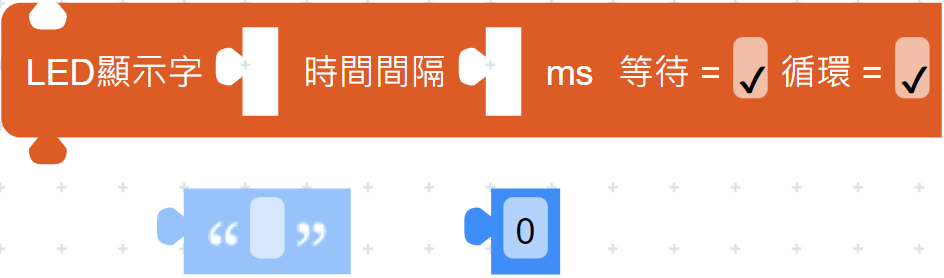 LED顯示字 時間間隔 ms 等待 = ✓ 循環 = ✓
“ ” 0